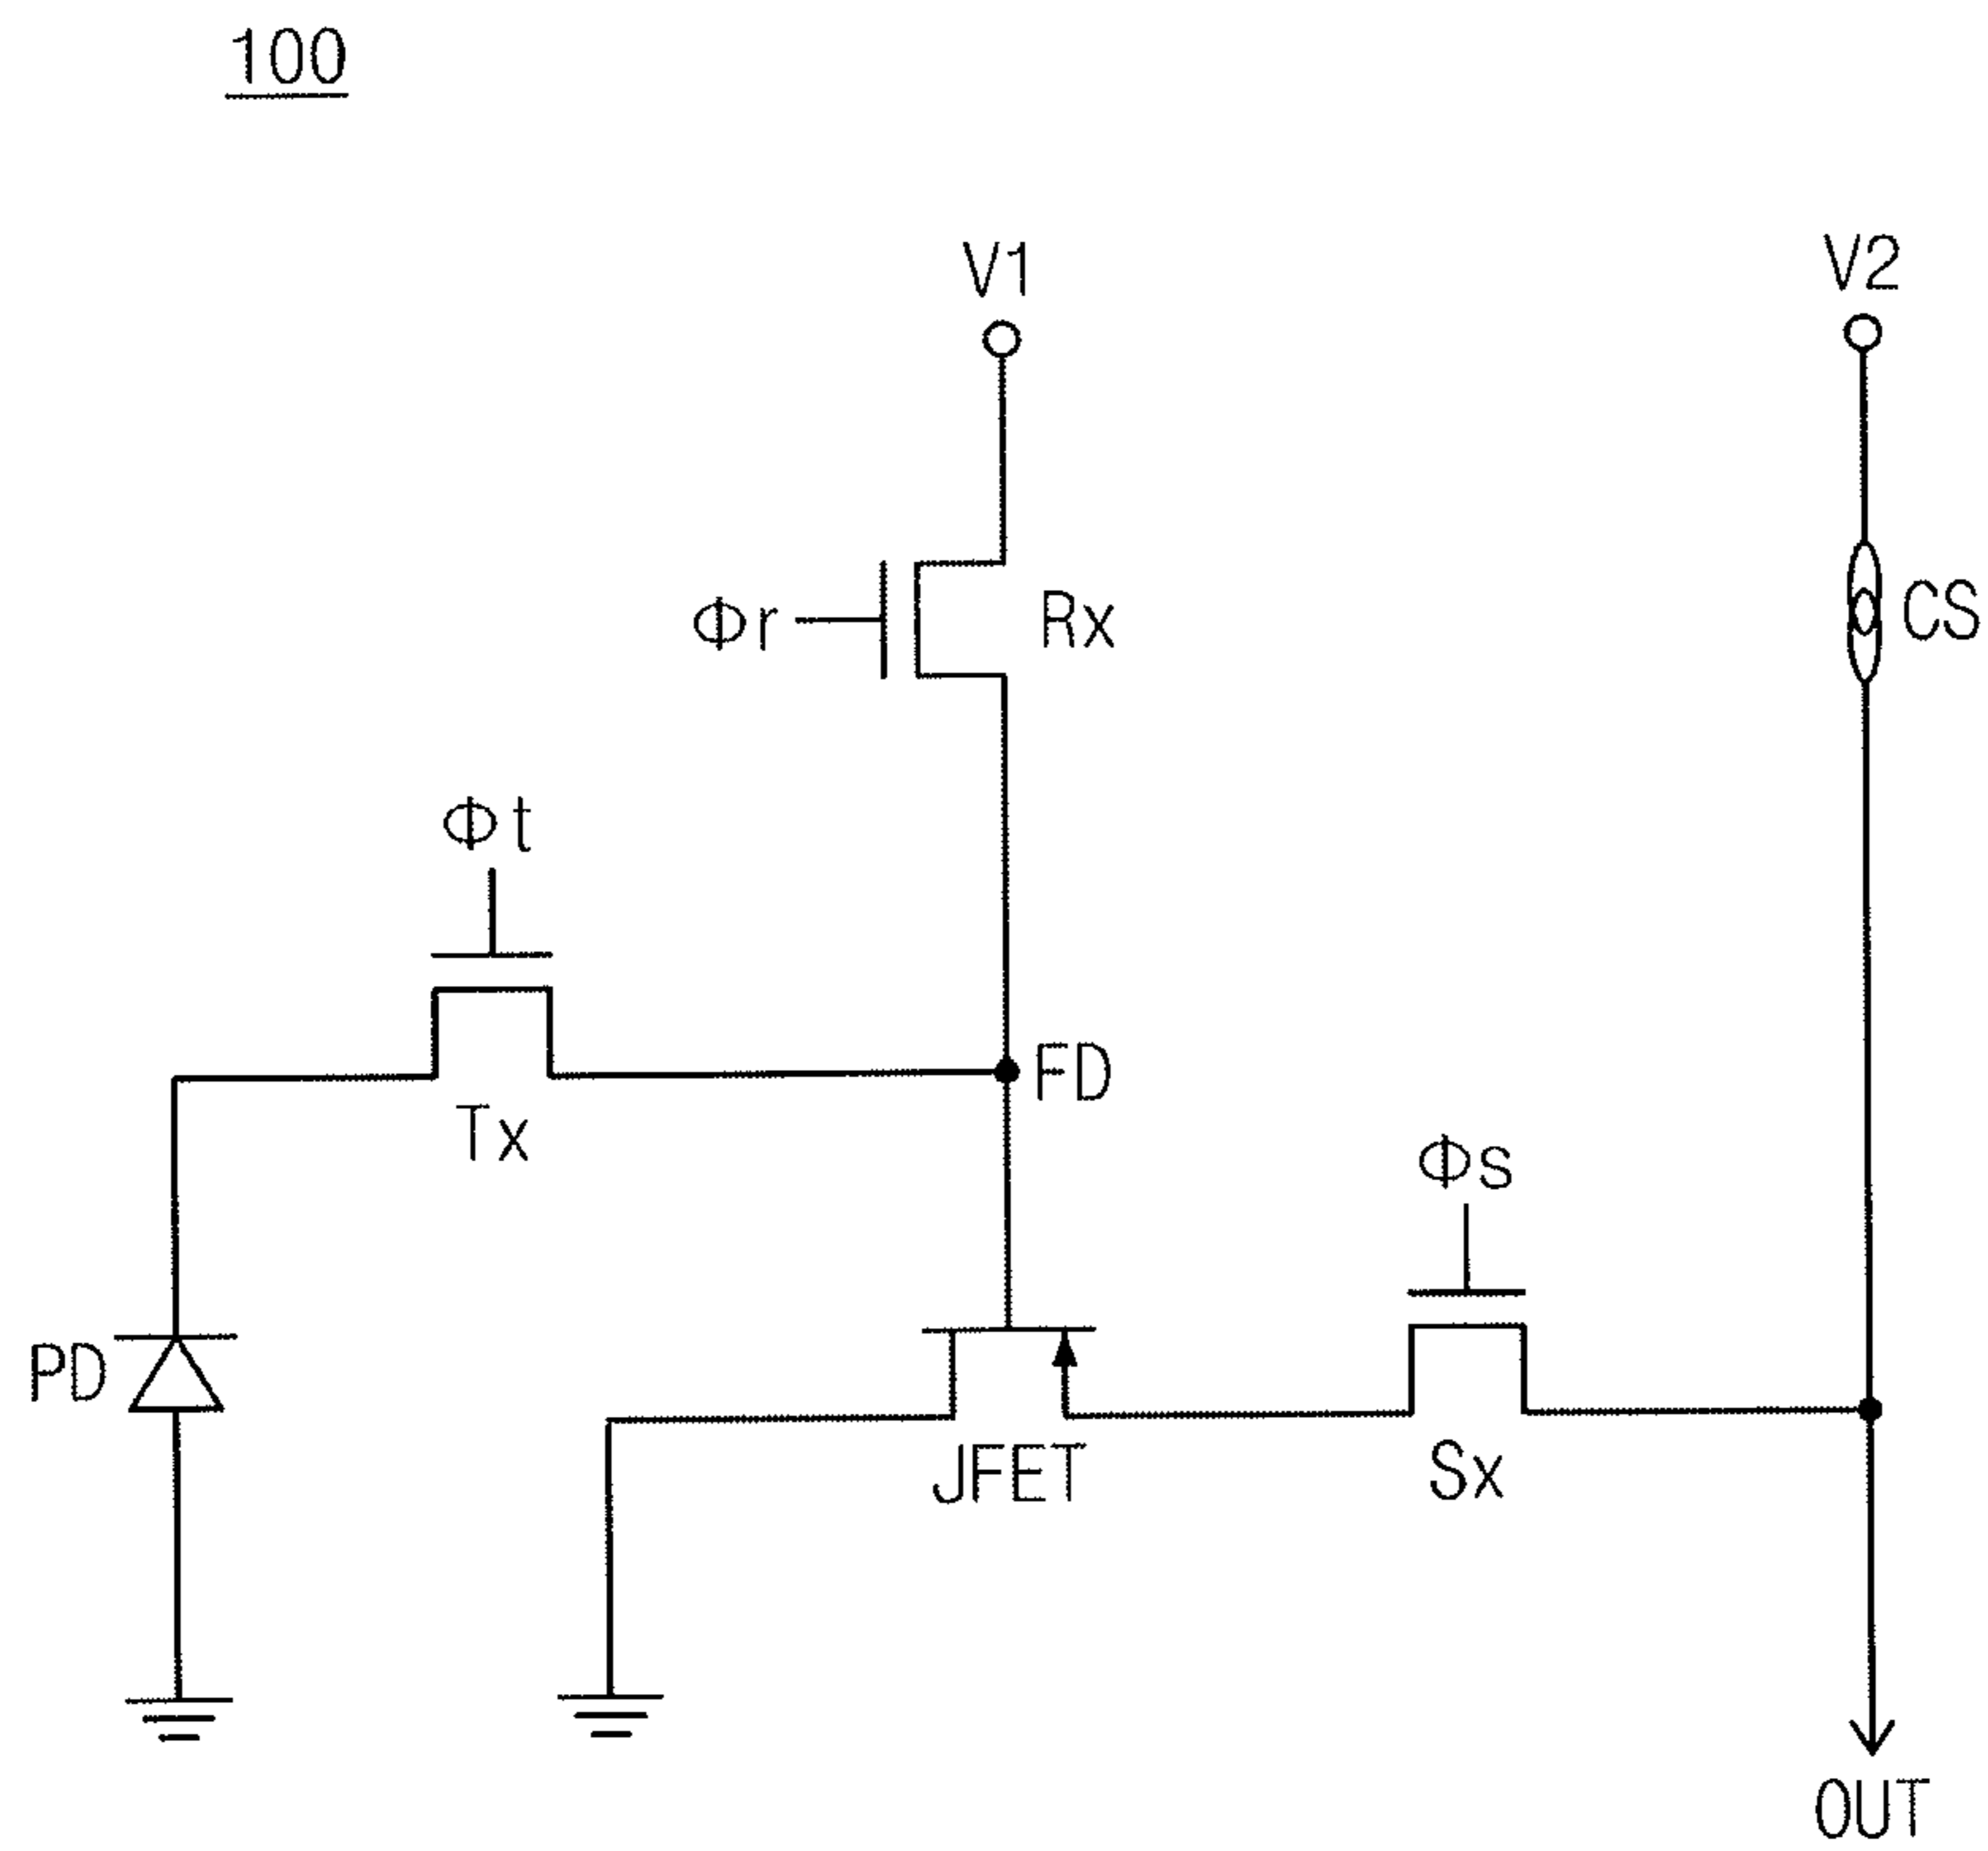 100
V1
V2
Φr
Rx
CS
Φt
Tx
FD
Φs
PD
JFET
Sx
OUT